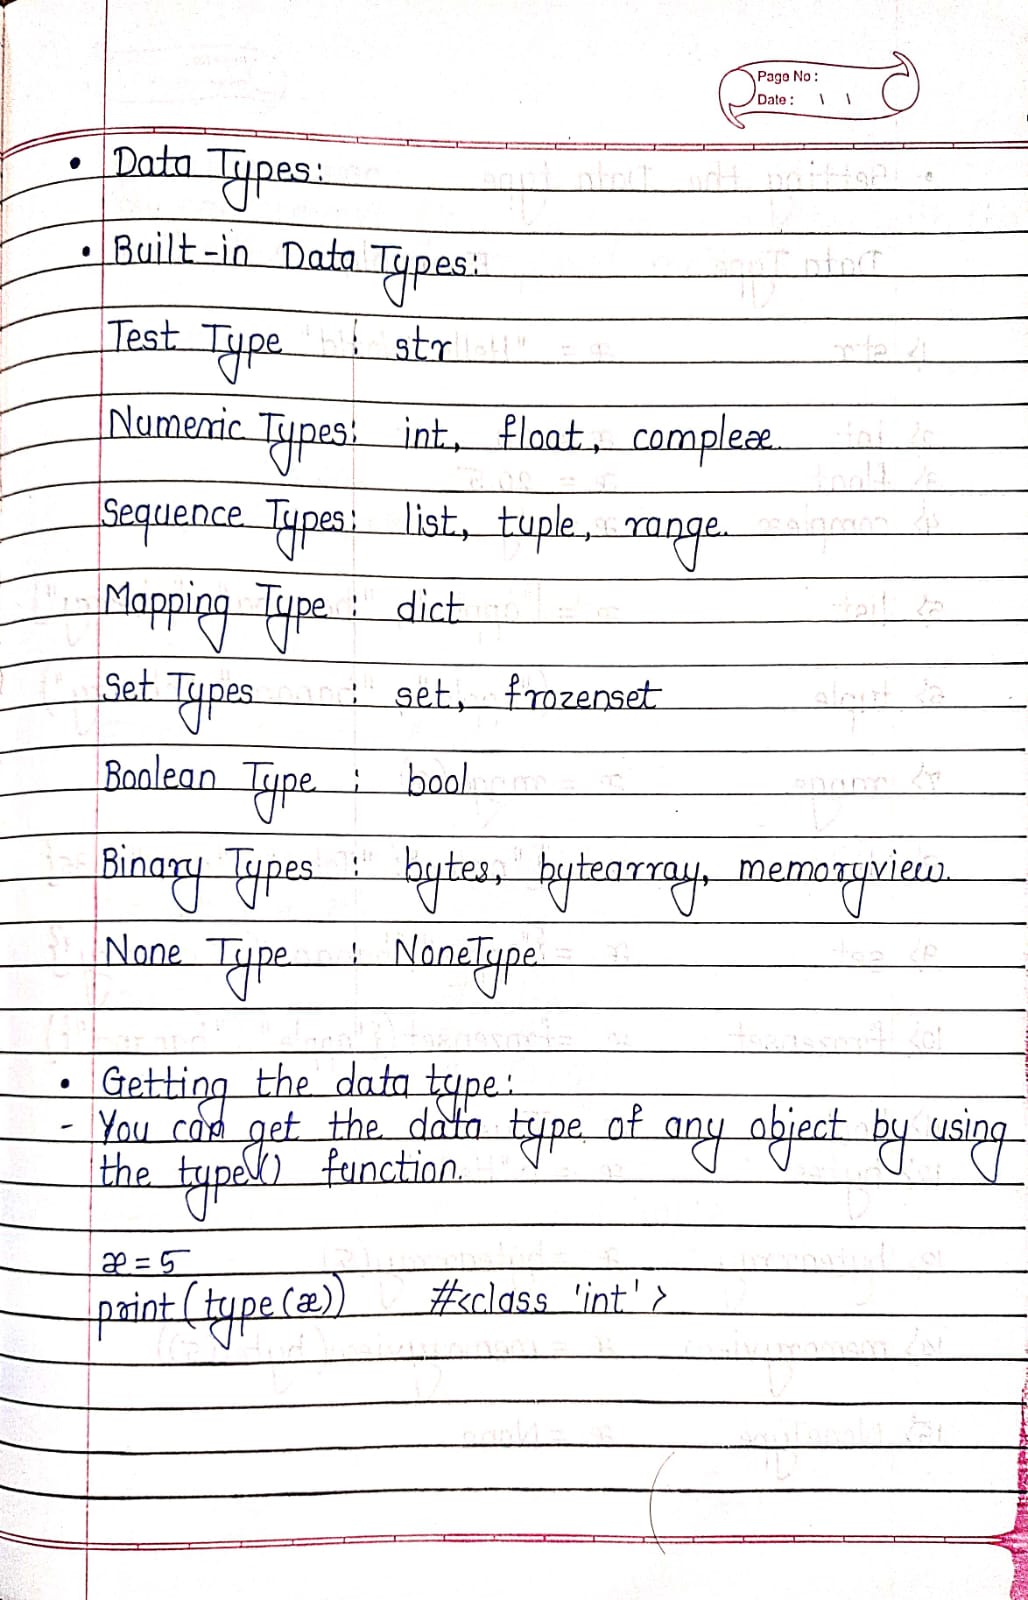 Page No :
Date : \ \
• Data Types:
• Built-in Data Types:
Test Type : str
Numeric Types: int, float, complex.
Sequence Types: list, tuple, range.
Mapping Type : dict
Set Types : set, frozenset
Boolean Type : bool
Binary Types : bytes, bytearray, memoryview.
None Type : NoneType
• Getting the data type:
- You can get the data type of any object by using
the type() function.
x = 5
print(type(x)) #<class 'int'>